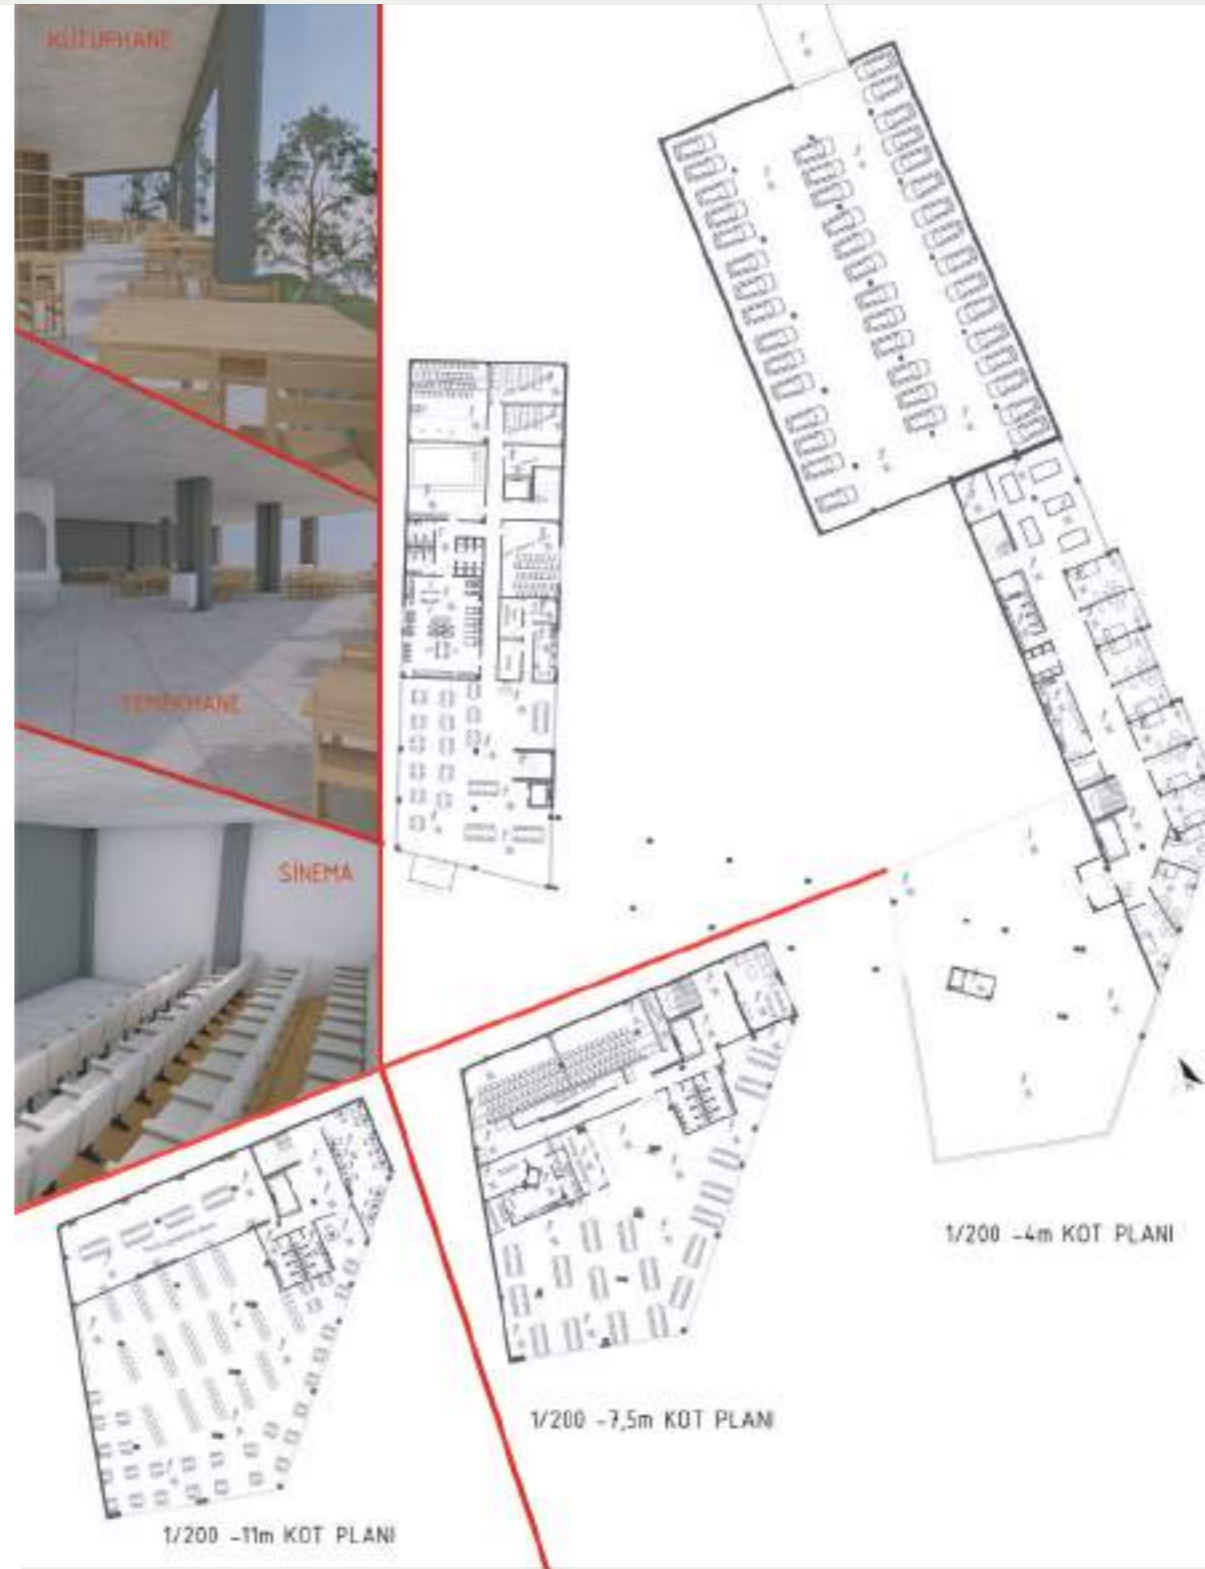 KÜTÜPHANE
YEMEKHANE
SİNEMA
1/200 -4m KOT PLANI
1/200 -7,5m KOT PLANI
1/200 -11m KOT PLANI